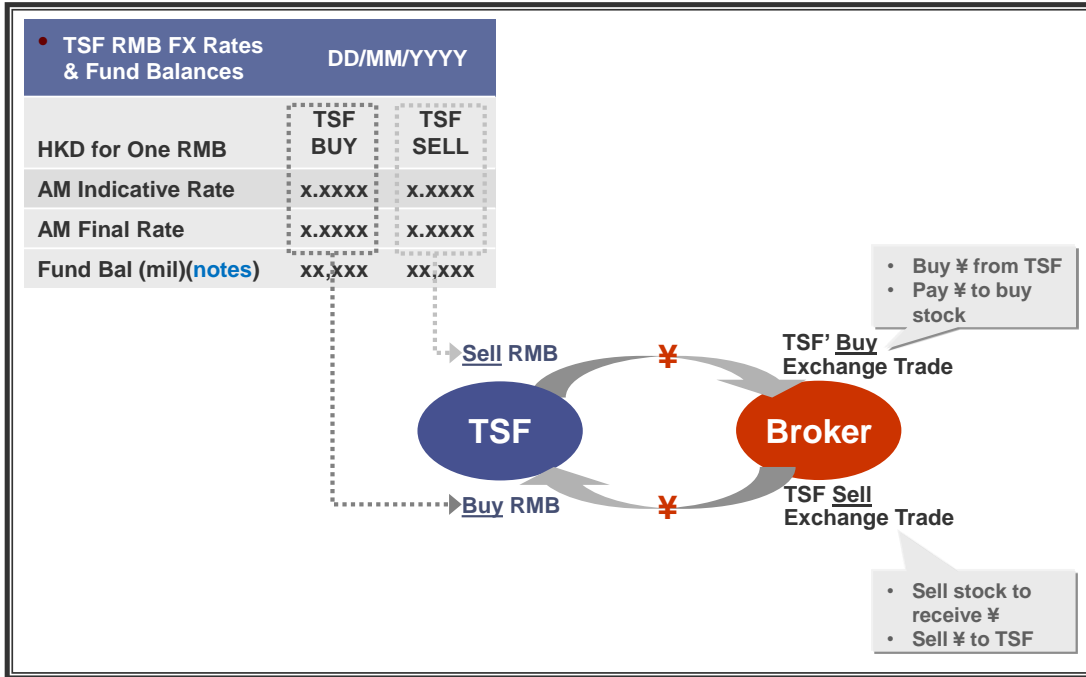 • TSF RMB FX Rates
& Fund Balances
DD/MM/YYYY
HKD for One RMB
TSF
BUY
TSF
SELL
AM Indicative Rate x.xxxx x.xxxx
AM Final Rate x.xxxx x.xxxx
Fund Bal (mil)(notes) xx,xxx xx,xxx
• Buy ¥ from TSF
• Pay ¥ to buy
stock
Sell RMB
¥
TSF' Buy
Exchange Trade
TSF
Broker
Buy RMB
¥
TSF Sell
Exchange Trade
• Sell stock to
receive ¥
• Sell ¥ to TSF